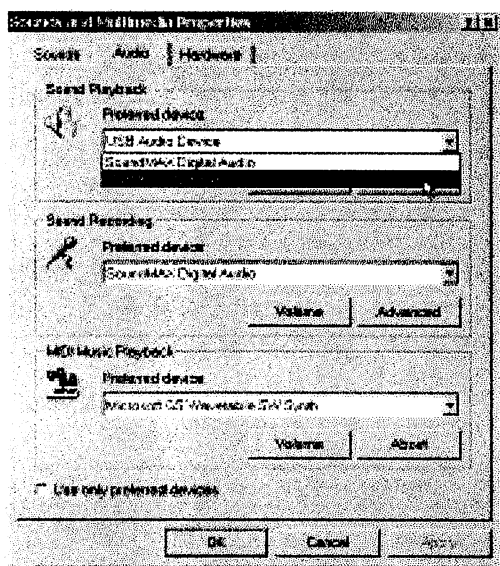 Sounds and Multimedia Properties
Sounds Audio Hardware
Sound Playback
Preferred device:
USB Audio Device
SoundMAX Digital Audio
Sound Recording
Preferred device:
SoundMAX Digital Audio
Volume Advanced
MIDI Music Playback
Preferred device:
Microsoft GS Wavetable SW Synth
Volume About
Use only preferred devices
OK Cancel Apply